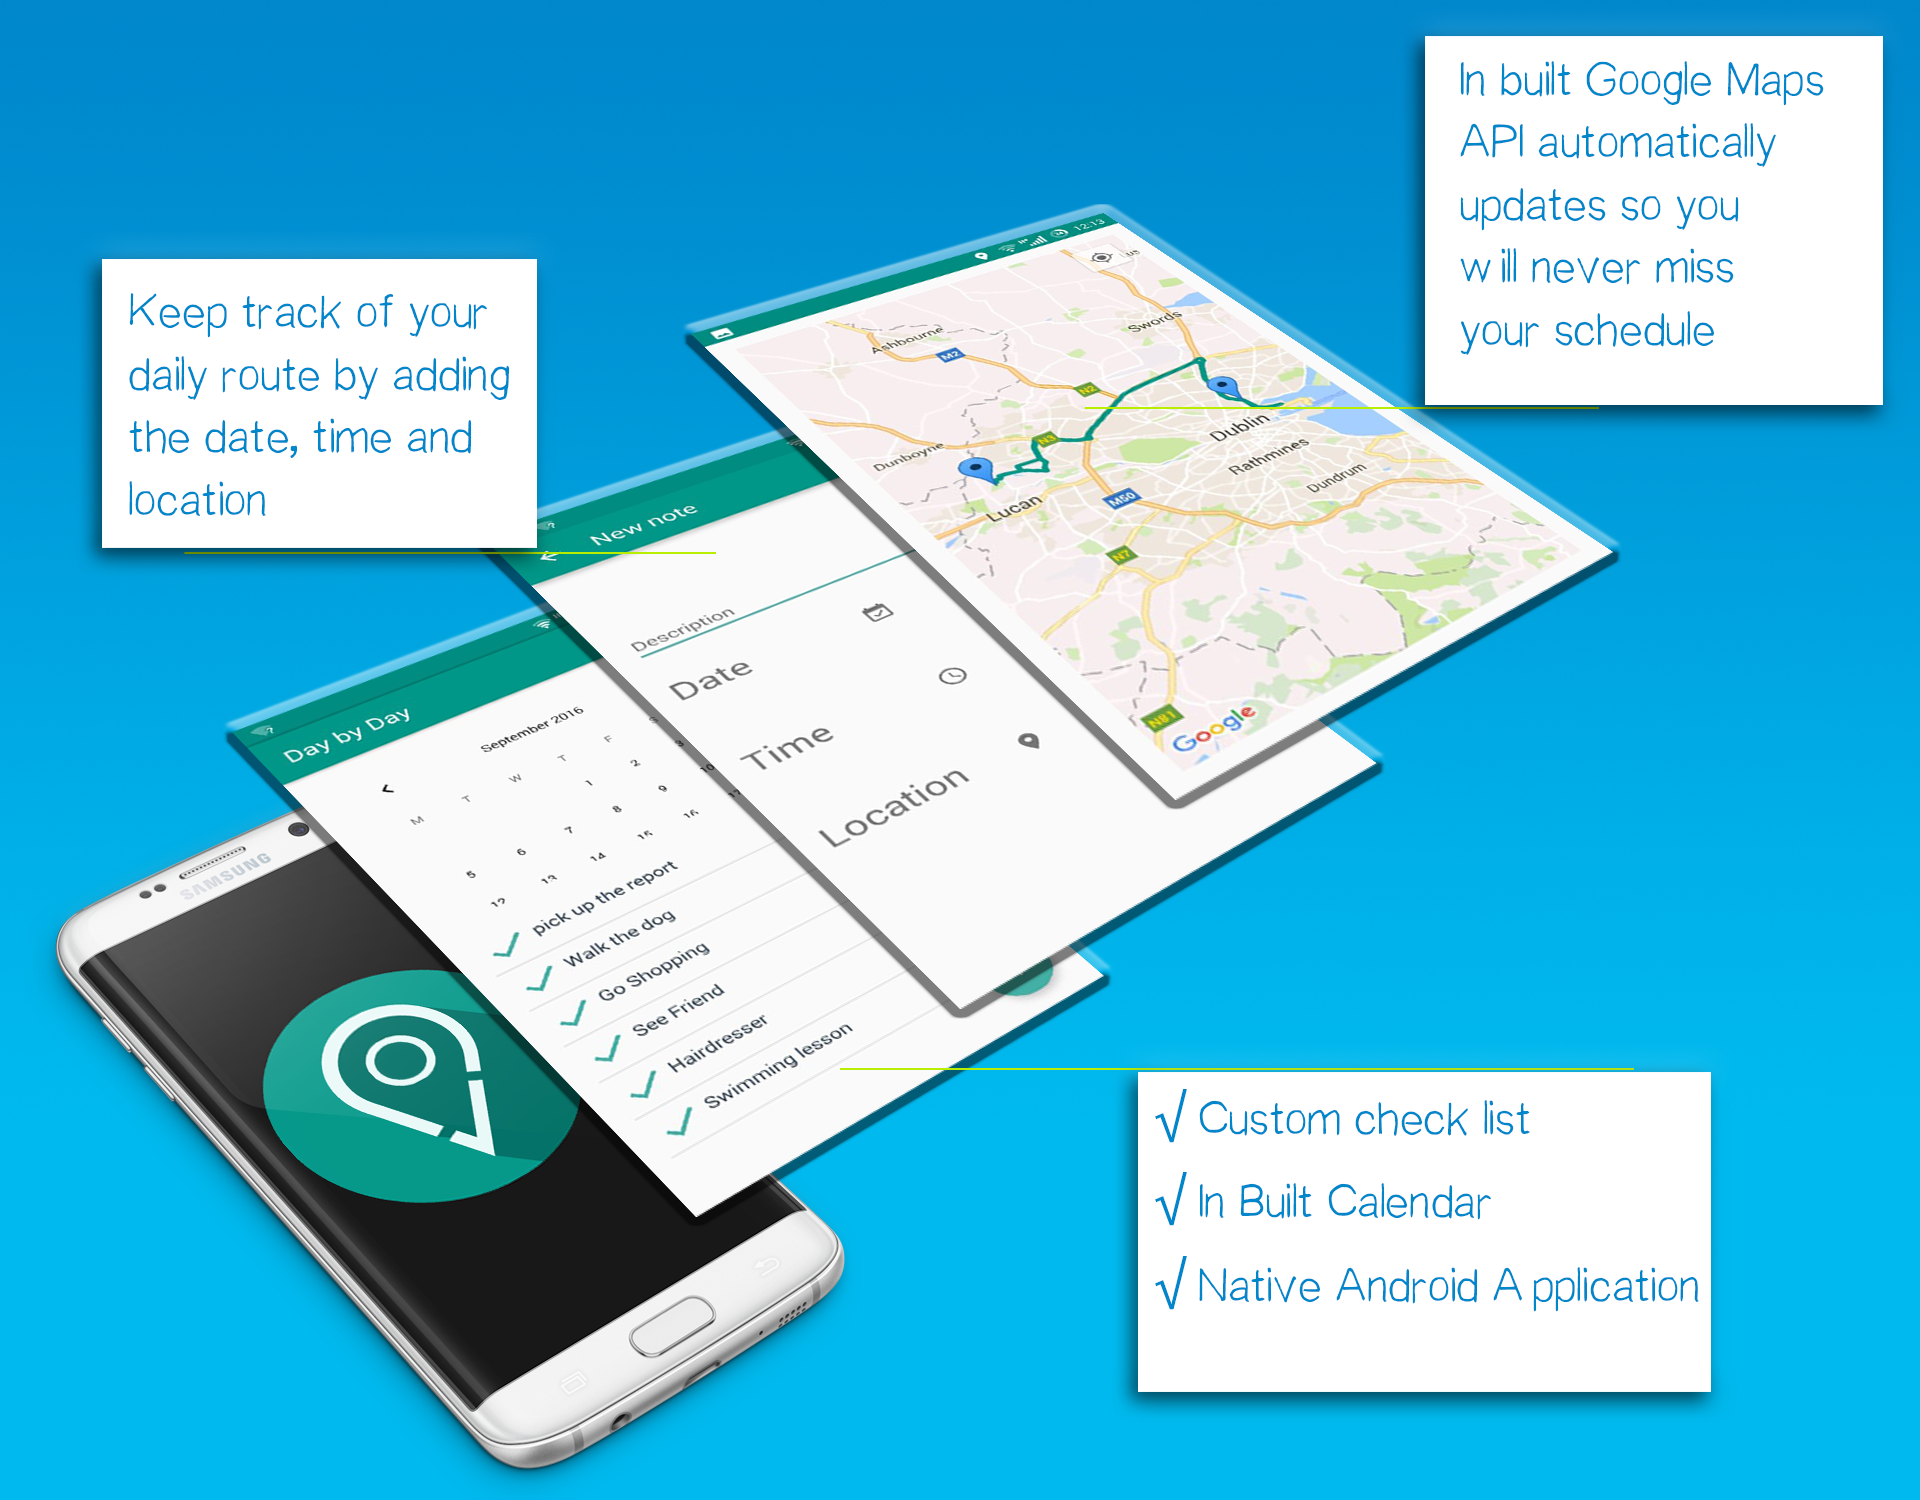 In built Google Maps
API automatically
updates so you
will never miss
your schedule
Keep track of your
daily route by adding
the date, time and
location
12:13
Swords
Ashbourne
M2
N2
Dublin
N3
Dunboyne
Rathmines
Dundrum
Lucan
M50
N7
N81
Google
New note
Description
Date
Time
Location
Day by Day
September 2016
M T W T F S
1 2 3
5 6 7 8 9 10
12 13 14 15 16 17
pick up the report
Walk the dog
Go Shopping
See Friend
Hairdresser
Swimming lesson
SAMSUNG
√ Custom check list
√ In Built Calendar
√ Native Android Application